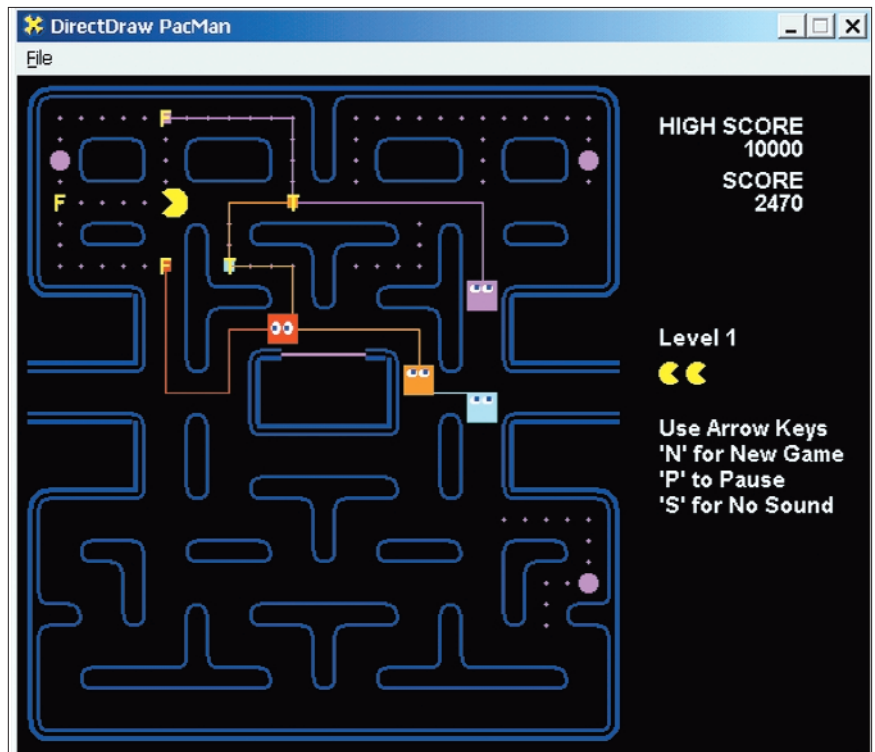 DirectDraw PacMan
File
F
HIGH SCORE
10000
SCORE
2470
F
T
F
T
Level 1
Use Arrow Keys
'N' for New Game
'P' to Pause
'S' for No Sound